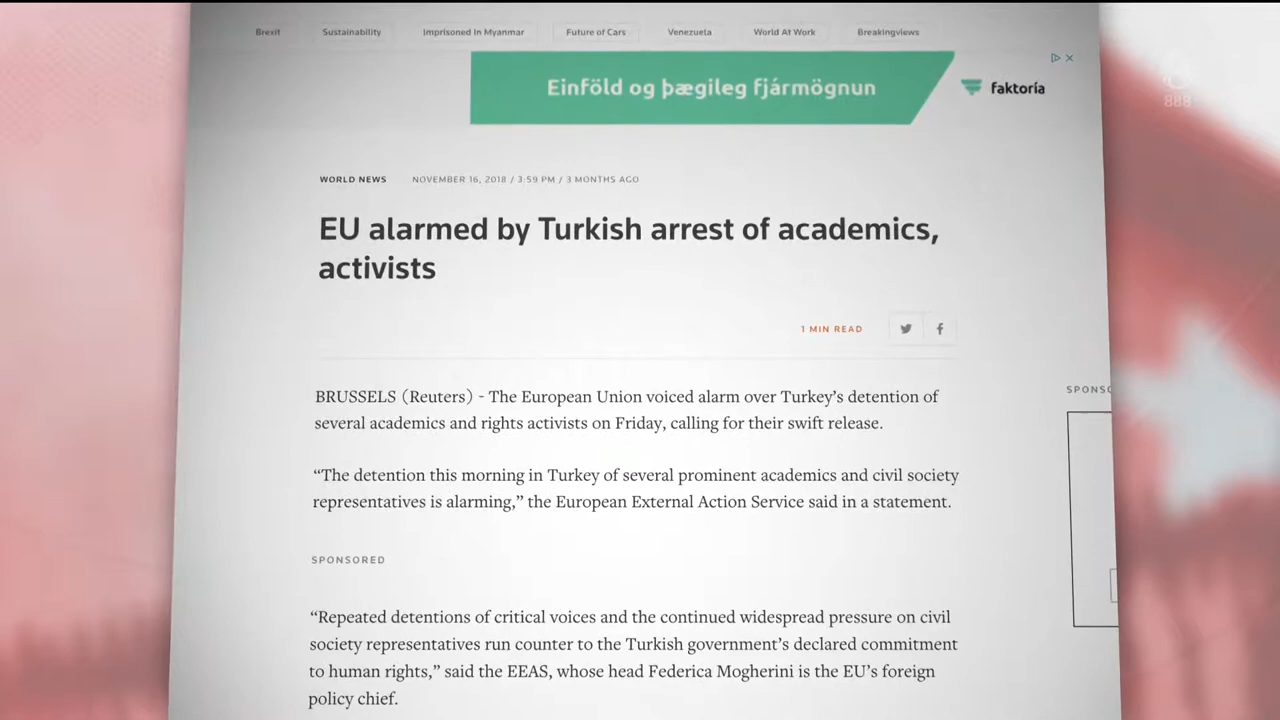 Brexit Sustainability Imprisoned In Myanmar Future of Cars Venezuela World At Work Breakingviews
Einföld og þægileg fjármögnun
faktoría
888
WORLD NEWS NOVEMBER 16, 2018 / 3:59 PM / 3 MONTHS AGO
EU alarmed by Turkish arrest of academics,
activists
1 MIN READ
BRUSSELS (Reuters) - The European Union voiced alarm over Turkey’s detention of
several academics and rights activists on Friday, calling for their swift release.
“The detention this morning in Turkey of several prominent academics and civil society
representatives is alarming,” the European External Action Service said in a statement.
SPONSORED
“Repeated detentions of critical voices and the continued widespread pressure on civil
society representatives run counter to the Turkish government’s declared commitment
to human rights,” said the EEAS, whose head Federica Mogherini is the EU’s foreign
policy chief.